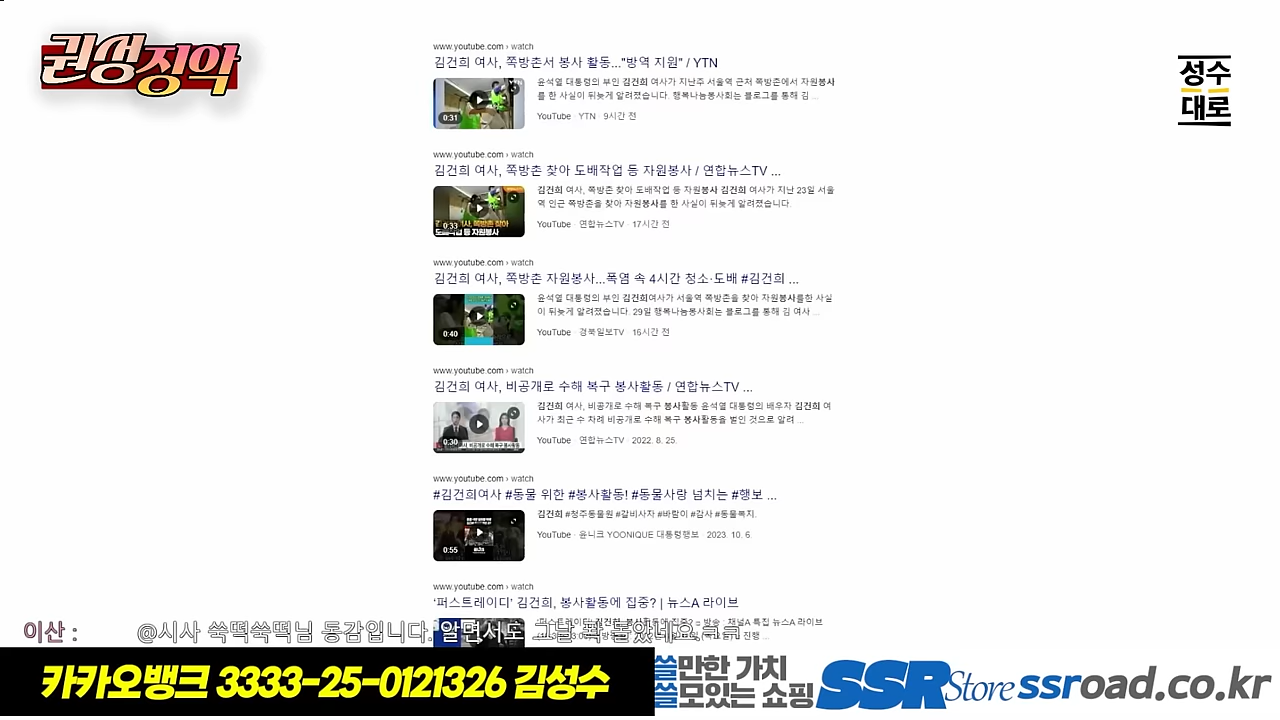 권성징악
성수
대로
www.youtube.com › watch
김건희 여사, 쪽방촌서 봉사 활동..."방역 지원" / YTN
윤석열 대통령의 부인 김건희 여사가 지난주 서울역 근처 쪽방촌에서 자원봉사
를 한 사실이 뒤늦게 알려졌습니다. 행복나눔봉사회는 블로그를 통해 김 ...
0:31
YouTube · YTN · 9시간 전
www.youtube.com › watch
김건희 여사, 쪽방촌 찾아 도배작업 등 자원봉사 / 연합뉴스TV ...
김건희 여사, 쪽방촌 찾아 도배작업 등 자원봉사 김건희 여사가 지난 23일 서울
역 인근 쪽방촌을 찾아 자원봉사를 한 사실이 뒤늦게 알려졌습니다.
0:33
YouTube · 연합뉴스TV · 17시간 전
www.youtube.com › watch
김건희 여사, 쪽방촌 자원봉사...폭염 속 4시간 청소·도배 #김건희 ...
윤석열 대통령의 부인 김건희여사가 서울역 쪽방촌을 찾아 자원봉사를한 사실
이 뒤늦게 알려졌습니다. 29일 행복나눔봉사회는 블로그를 통해 김 여사 ...
0:40
YouTube · 경북일보TV · 16시간 전
www.youtube.com › watch
김건희 여사, 비공개로 수해 복구 봉사활동 / 연합뉴스TV ...
김건희 여사, 비공개로 수해 복구 봉사활동 윤석열 대통령의 배우자 김건희 여
사가 최근 수 차례 비공개로 수해 복구 봉사활동을 벌인 것으로 알려 ...
0:30
YouTube · 연합뉴스TV · 2022. 8. 25.
www.youtube.com › watch
#김건희여사 #동물 위한 #봉사활동! #동물사랑 넘치는 #행보 ...
김건희 #청주동물원 #갈비사자 #바람이 #감사 #동물복지.
0:55
YouTube · 윤니크 YOONIQUE 대통령행보 · 2023. 10. 6.
www.youtube.com › watch
'퍼스트레이디' 김건희, 봉사활동에 집중? | 뉴스A 라이브
이산 : @시사 쑥떡쑥떡님 동감입니다. 알면서도
카카오뱅크 3333-25-0121326 김성수
쓸만한 가치
쓸모있는 쇼핑
SSR Store ssroad.co.kr